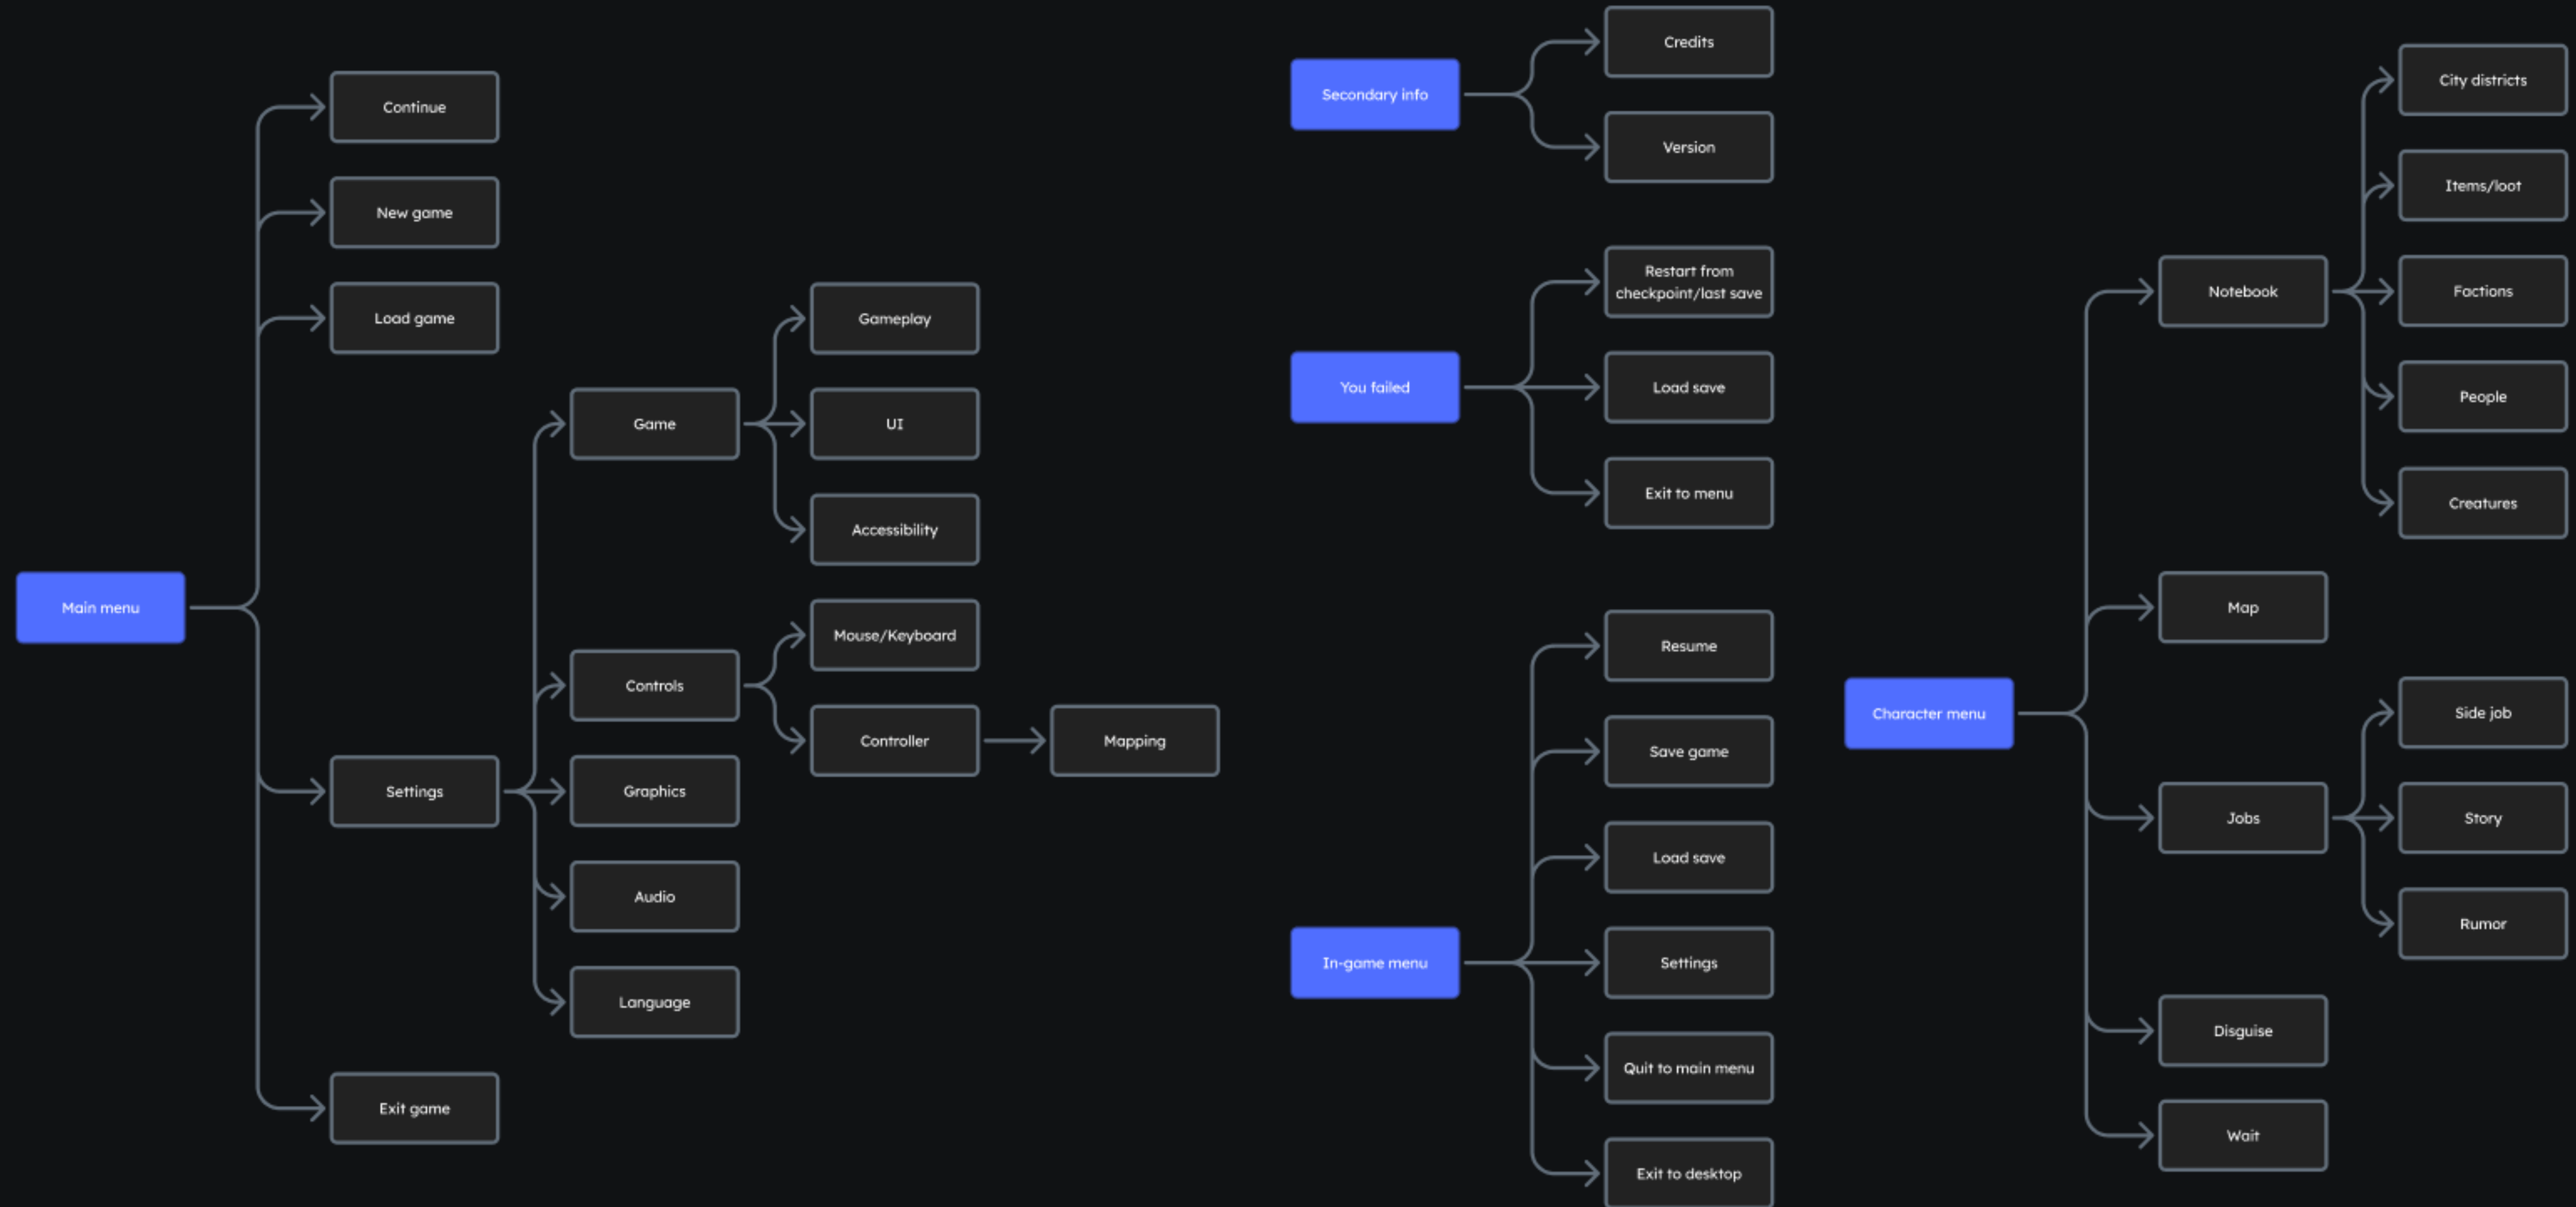 Main menu
Continue
New game
Load game
Settings
Exit game
Game
Controls
Graphics
Audio
Language
Gameplay
UI
Accessibility
Mouse/Keyboard
Controller
Mapping
Secondary info
Credits
Version
You failed
Restart from
checkpoint/last save
Load save
Exit to menu
In-game menu
Resume
Save game
Load save
Settings
Quit to main menu
Exit to desktop
Character menu
Notebook
Map
Jobs
Disguise
Wait
City districts
Items/loot
Factions
People
Creatures
Side job
Story
Rumor